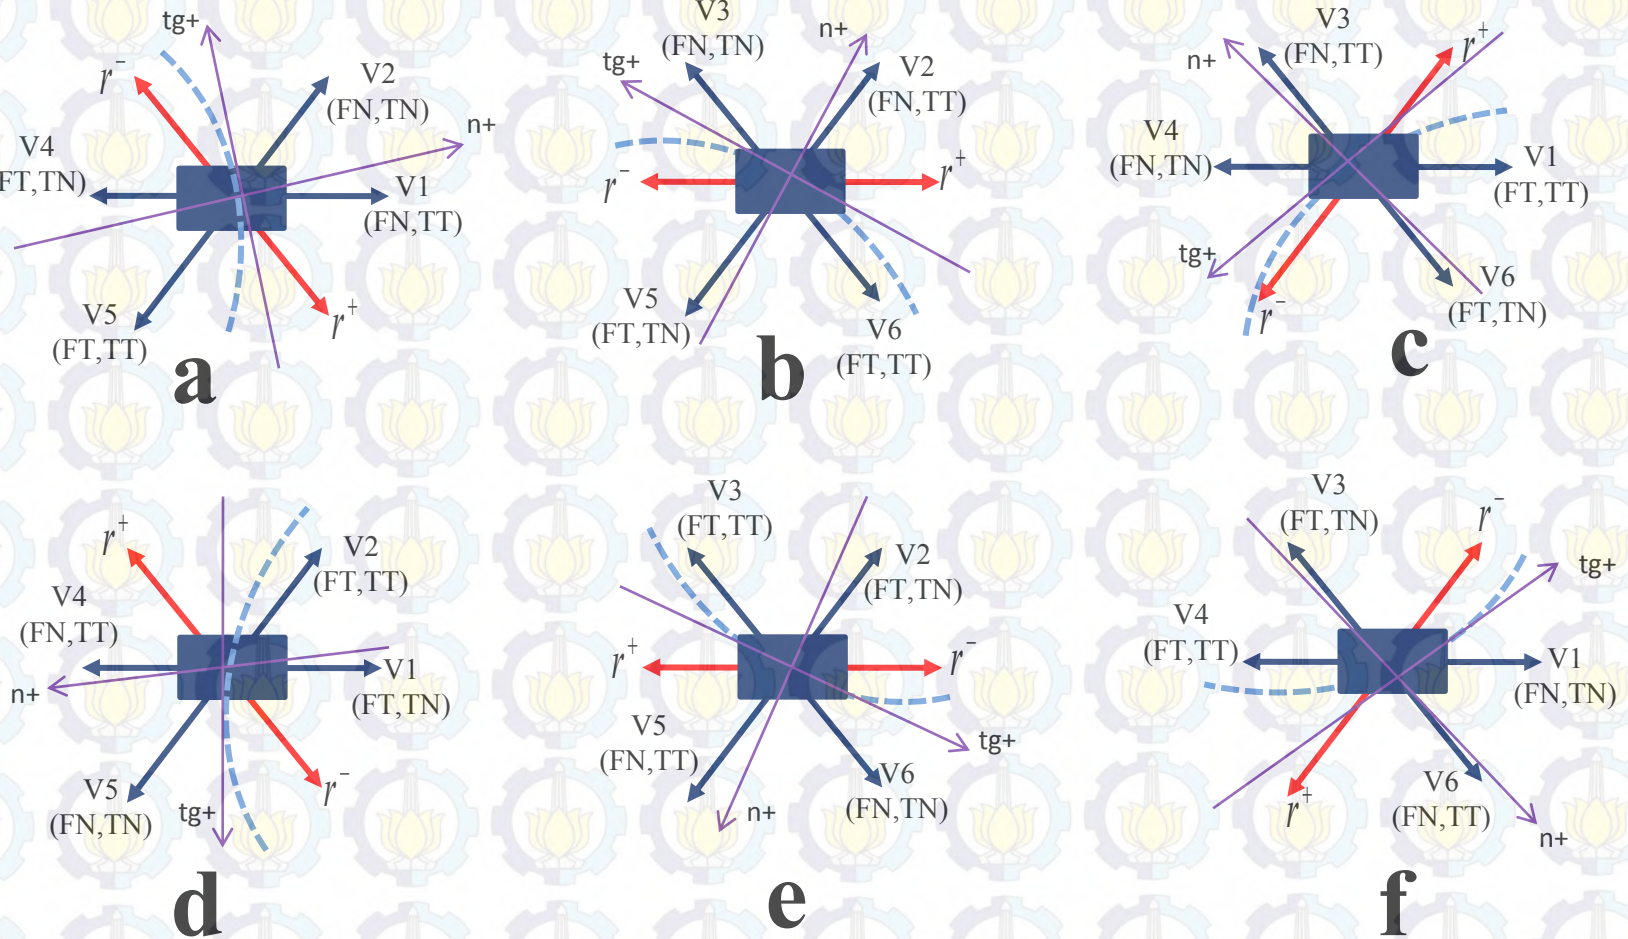 tg+
r⁻
V2
(FN,TN)
n+
V4
FT,TN)
V1
(FN,TT)
V5
(FT,TT)
r⁺
a
V3
(FN,TN)
n+
tg+
V2
(FN,TT)
r⁻
r⁺
V5
(FT,TN)
V6
(FT,TT)
b
V3
(FN,TT)
r⁺
n+
V4
(FN,TN)
V1
(FT,TT)
tg+
V6
(FT,TN)
r⁻
c
r⁺
V2
(FT,TT)
V4
(FN,TT)
V1
(FT,TN)
n+
V5
(FN,TN)
tg+
r⁻
d
V3
(FT,TT)
V2
(FT,TN)
r⁺
r⁻
V5
(FN,TT)
tg+
V6
(FN,TN)
n+
e
V3
(FT,TN)
r⁻
tg+
V4
(FT,TT)
V1
(FN,TN)
V6
(FN,TT)
r⁺
n+
f